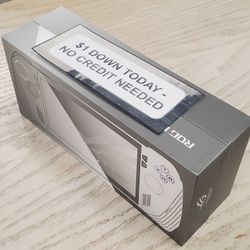 $1 DOWN TODAY -
NO CREDIT NEEDED
ROG